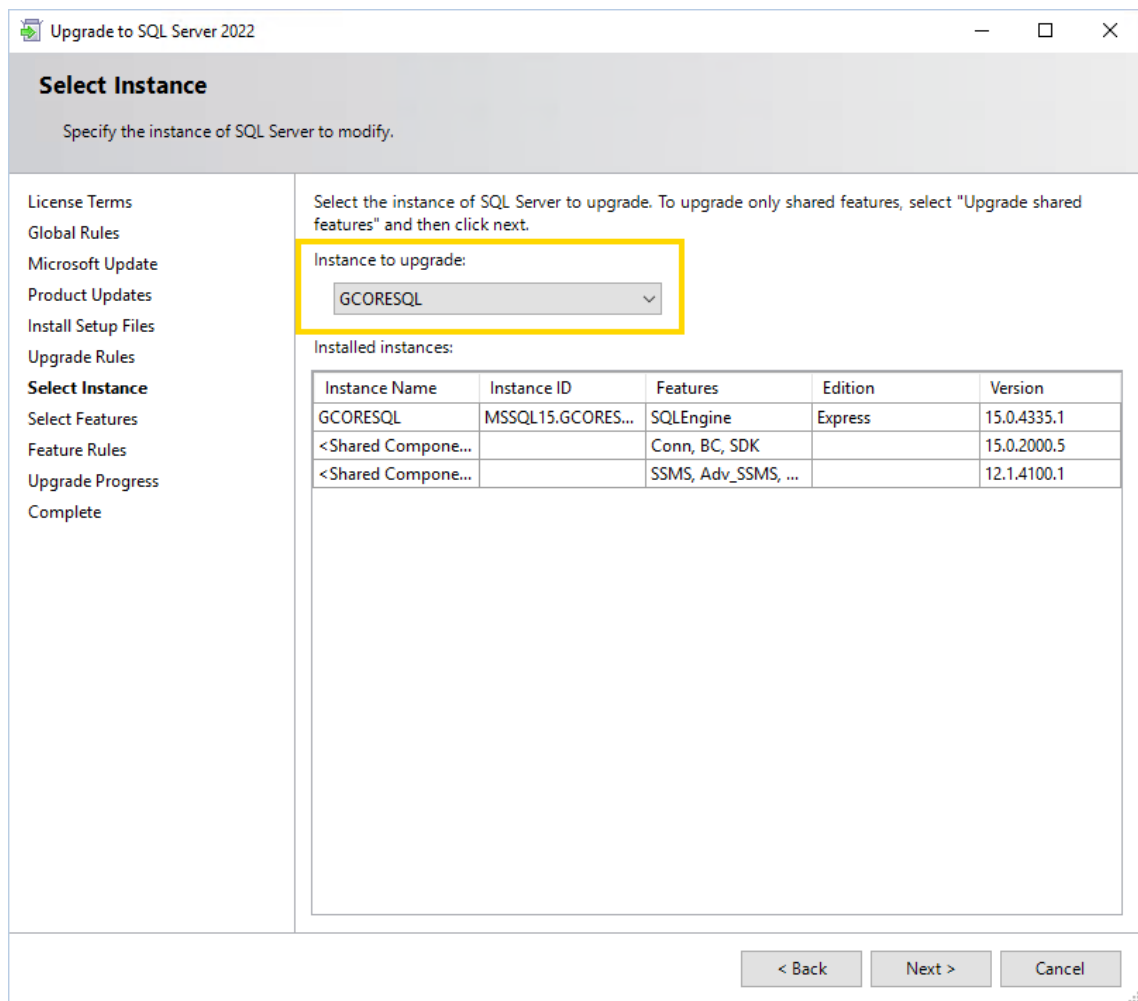 Upgrade to SQL Server 2022
Select Instance
Specify the instance of SQL Server to modify.
License Terms
Global Rules
Microsoft Update
Product Updates
Install Setup Files
Upgrade Rules
Select Instance
Select Features
Feature Rules
Upgrade Progress
Complete
Select the instance of SQL Server to upgrade. To upgrade only shared features, select "Upgrade shared
features" and then click next.
Instance to upgrade:
GCORESQL
Installed instances:
Instance Name Instance ID Features Edition Version
GCORESQL MSSQL15.GCORES... SQLEngine Express 15.0.4335.1
<Shared Compone... Conn, BC, SDK 15.0.2000.5
<Shared Compone... SSMS, Adv_SSMS, ... 12.1.4100.1
< Back Next > Cancel